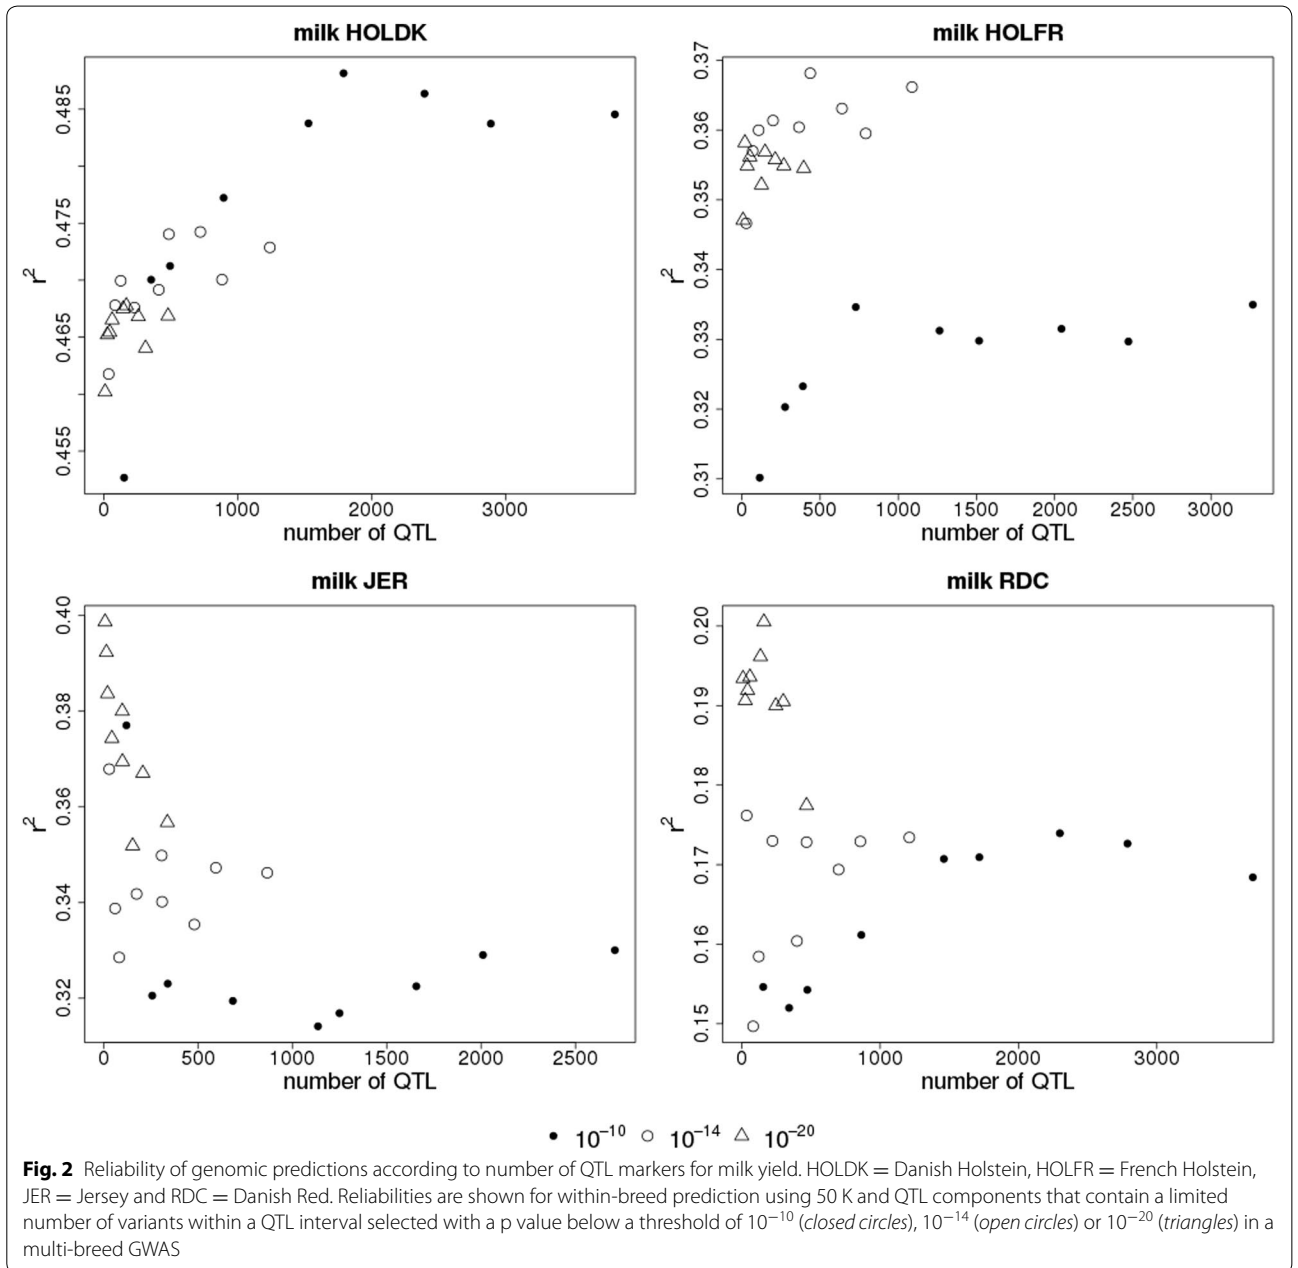 milk HOLDK
r²
0.455 0.465 0.475 0.485
0 1000 2000 3000
number of QTL
milk HOLFR
r²
0.31 0.32 0.33 0.34 0.35 0.36 0.37
0 500 1000 1500 2000 2500 3000
number of QTL
milk JER
r²
0.32 0.34 0.36 0.38 0.40
0 500 1000 1500 2000 2500
number of QTL
milk RDC
r²
0.15 0.16 0.17 0.18 0.19 0.20
0 1000 2000 3000
number of QTL
10⁻¹⁰ 10⁻¹⁴ 10⁻²⁰
Fig. 2 Reliability of genomic predictions according to number of QTL markers for milk yield. HOLDK = Danish Holstein, HOLFR = French Holstein,
JER = Jersey and RDC = Danish Red. Reliabilities are shown for within-breed prediction using 50 K and QTL components that contain a limited
number of variants within a QTL interval selected with a p value below a threshold of 10⁻¹⁰ (closed circles), 10⁻¹⁴ (open circles) or 10⁻²⁰ (triangles) in a
multi-breed GWAS